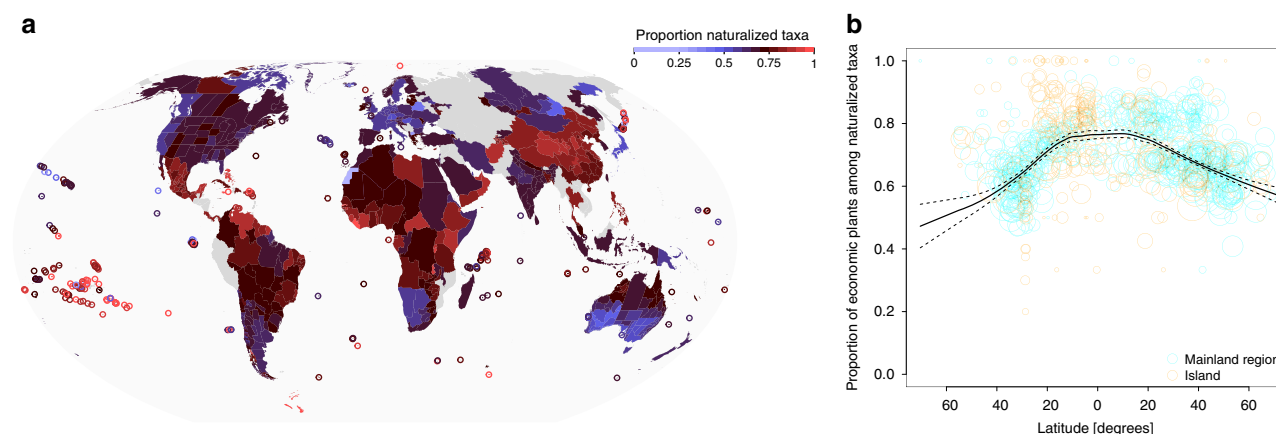 a
Proportion naturalized taxa
0 0.25 0.5 0.75 1
b
Proportion of economic plants among naturalized taxa
1.0
0.8
0.6
0.4
0.2
0.0
Mainland region
Island
60 40 20 0 20 40 60
Latitude [degrees]